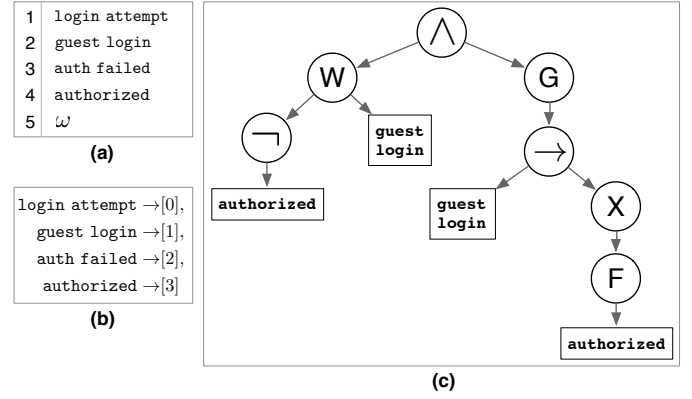 1 login attempt
2 guest login
3 auth failed
4 authorized
5 ω
(a)
login attempt →[0],
guest login →[1],
auth failed →[2],
authorized →[3]
(b)
∧
W
G
¬
guest
login
→
authorized
guest
login
X
F
authorized
(c)